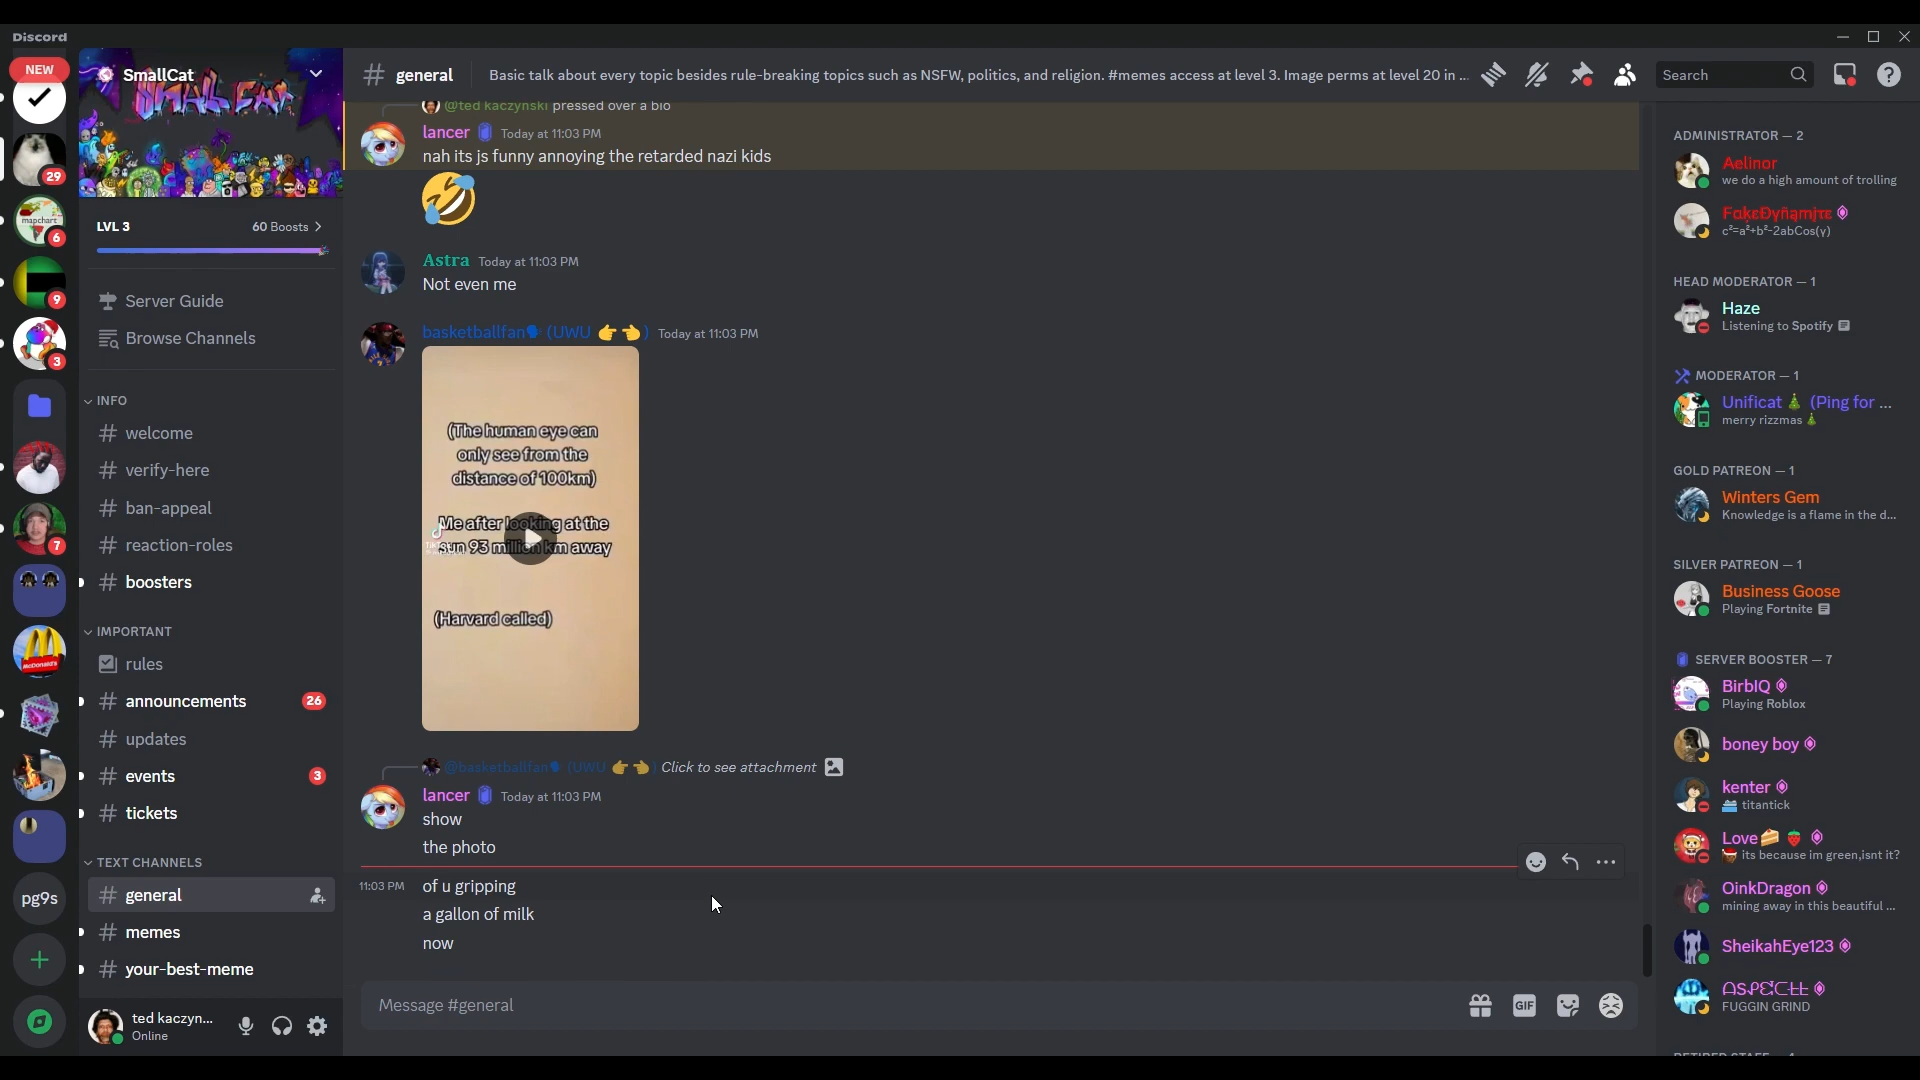 Discord
NEW
SmallCat
29
mapchart
6
9
3
7
McDonald's
pg9s
LVL 3
60 Boosts
Server Guide
Browse Channels
INFO
welcome
verify-here
ban-appeal
reaction-roles
boosters
IMPORTANT
rules
announcements
26
updates
events
3
tickets
TEXT CHANNELS
general
memes
your-best-meme
ted kaczyn...
Online
general
Basic talk about every topic besides rule-breaking topics such as NSFW, politics, and religion. #memes access at level 3. Image perms at level 20 in ...
Search
@ted kaczynski pressed over a bio
lancer Today at 11:03 PM
nah its js funny annoying the retarded nazi kids
Astra Today at 11:03 PM
Not even me
basketballfan🗣 (UWU 👉👈) Today at 11:03 PM
(The human eye can
only see from the
distance of 100km)
Me after looking at the
sun 93 million km away
(Harvard called)
@basketballfan🗣 (UWU 👉👈) Click to see attachment
lancer Today at 11:03 PM
show
the photo
11:03 PM of u gripping
a gallon of milk
now
Message #general
GIF
ADMINISTRATOR — 2
Aelinor
we do a high amount of trolling
c²=a²+b²-2abCos(γ)
HEAD MODERATOR — 1
Haze
Listening to Spotify
MODERATOR — 1
Unificat 🎄 (Ping for ...
merry rizzmas 🎄
GOLD PATREON — 1
Winters Gem
Knowledge is a flame in the d...
SILVER PATREON — 1
Business Goose
Playing Fortnite
SERVER BOOSTER — 7
BirbIQ
Playing Roblox
boney boy
kenter
titantick
Love🍰 🍓
its because im green,isnt it?
OinkDragon
mining away in this beautiful ...
SheikahEye123
FUGGIN GRIND